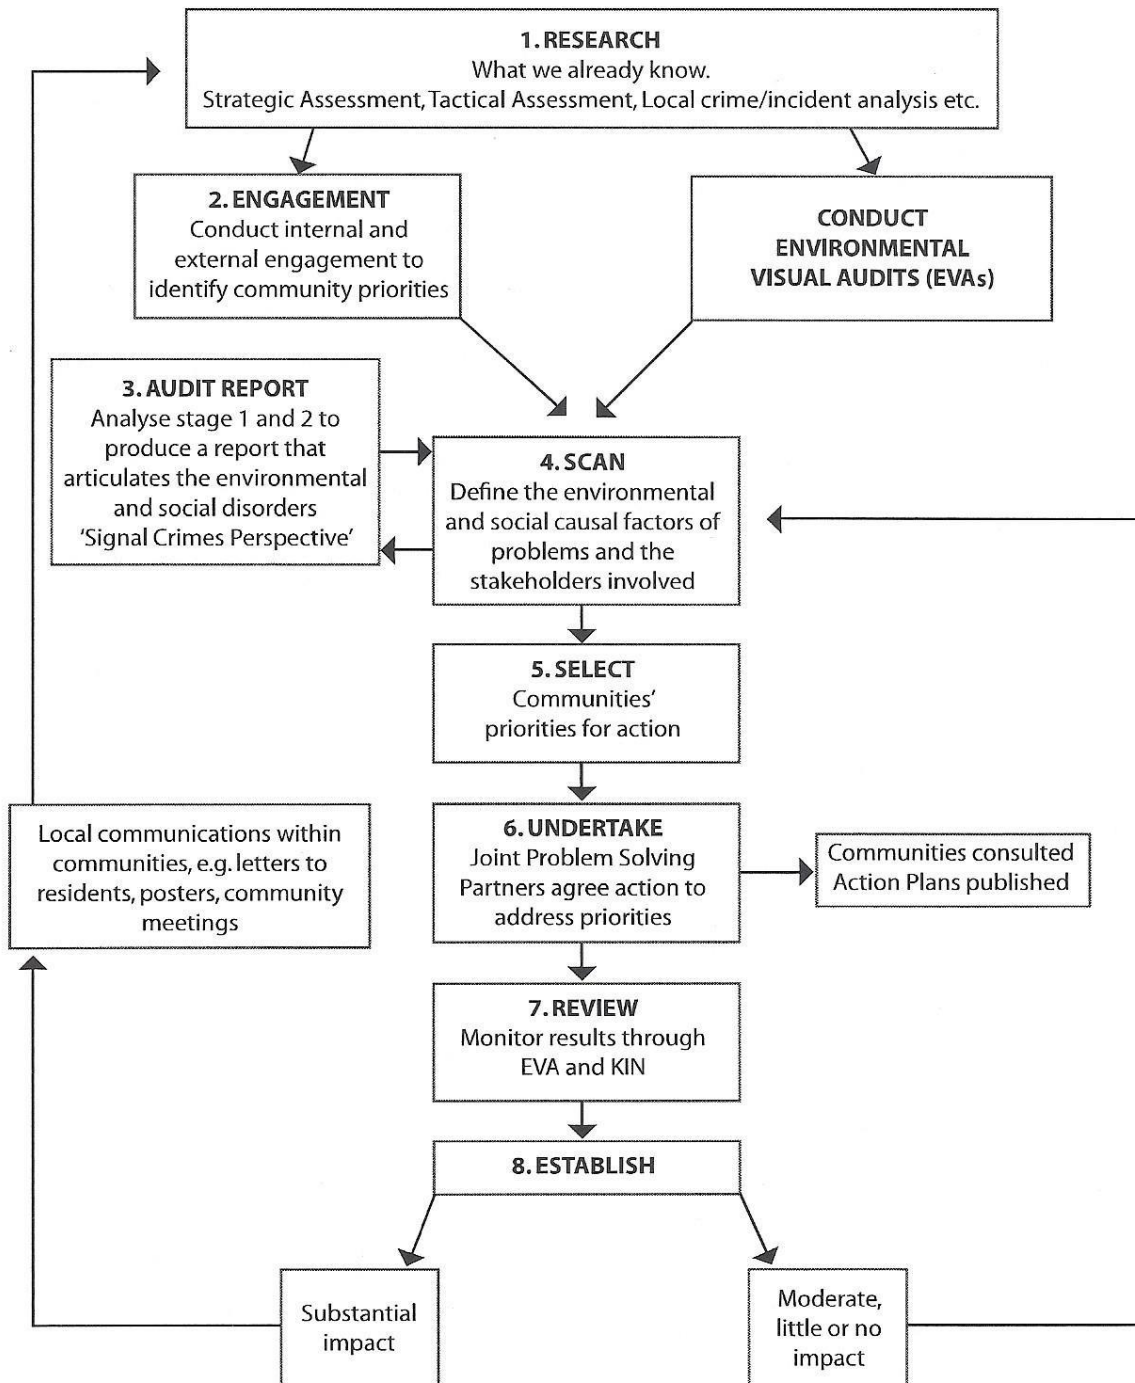 1. RESEARCH
What we already know.
Strategic Assessment, Tactical Assessment, Local crime/incident analysis etc.
2. ENGAGEMENT
Conduct internal and
external engagement to
identify community priorities
CONDUCT
ENVIRONMENTAL
VISUAL AUDITS (EVAs)
3. AUDIT REPORT
Analyse stage 1 and 2 to
produce a report that
articulates the environmental
and social disorders
‘Signal Crimes Perspective’
4. SCAN
Define the environmental
and social causal factors of
problems and the
stakeholders involved
5. SELECT
Communities’
priorities for action
6. UNDERTAKE
Joint Problem Solving
Partners agree action to
address priorities
Communities consulted
Action Plans published
Local communications within
communities, e.g. letters to
residents, posters, community
meetings
7. REVIEW
Monitor results through
EVA and KIN
8. ESTABLISH
Substantial
impact
Moderate,
little or no
impact